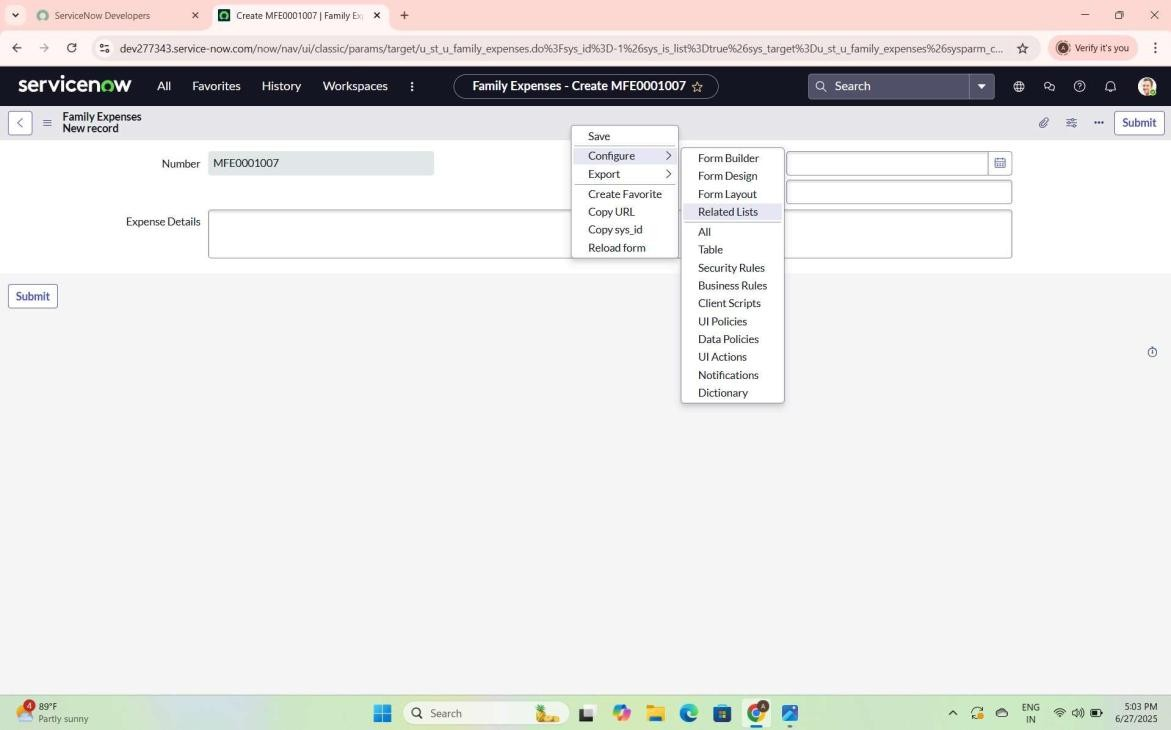 ServiceNow Developers
Create MFE0001007 | Family Ex
dev277343.service-now.com/now/nav/ui/classic/params/target/u_st_u_family_expenses.do%3Fsys_id%3D-1%26sys_is_list%3Dtrue%26sys_target%3Du_st_u_family_expenses%26sysparm_c...
Verify it's you
servicenow
All
Favorites
History
Workspaces
Family Expenses - Create MFE0001007
Search
Family Expenses
New record
Submit
Number
MFE0001007
Expense Details
Submit
Save
Configure
Export
Create Favorite
Copy URL
Copy sys_id
Reload form
Form Builder
Form Design
Form Layout
Related Lists
All
Table
Security Rules
Business Rules
Client Scripts
UI Policies
Data Policies
UI Actions
Notifications
Dictionary
4
89°F
Partly sunny
Search
ENG
IN
5:03 PM
6/27/2025